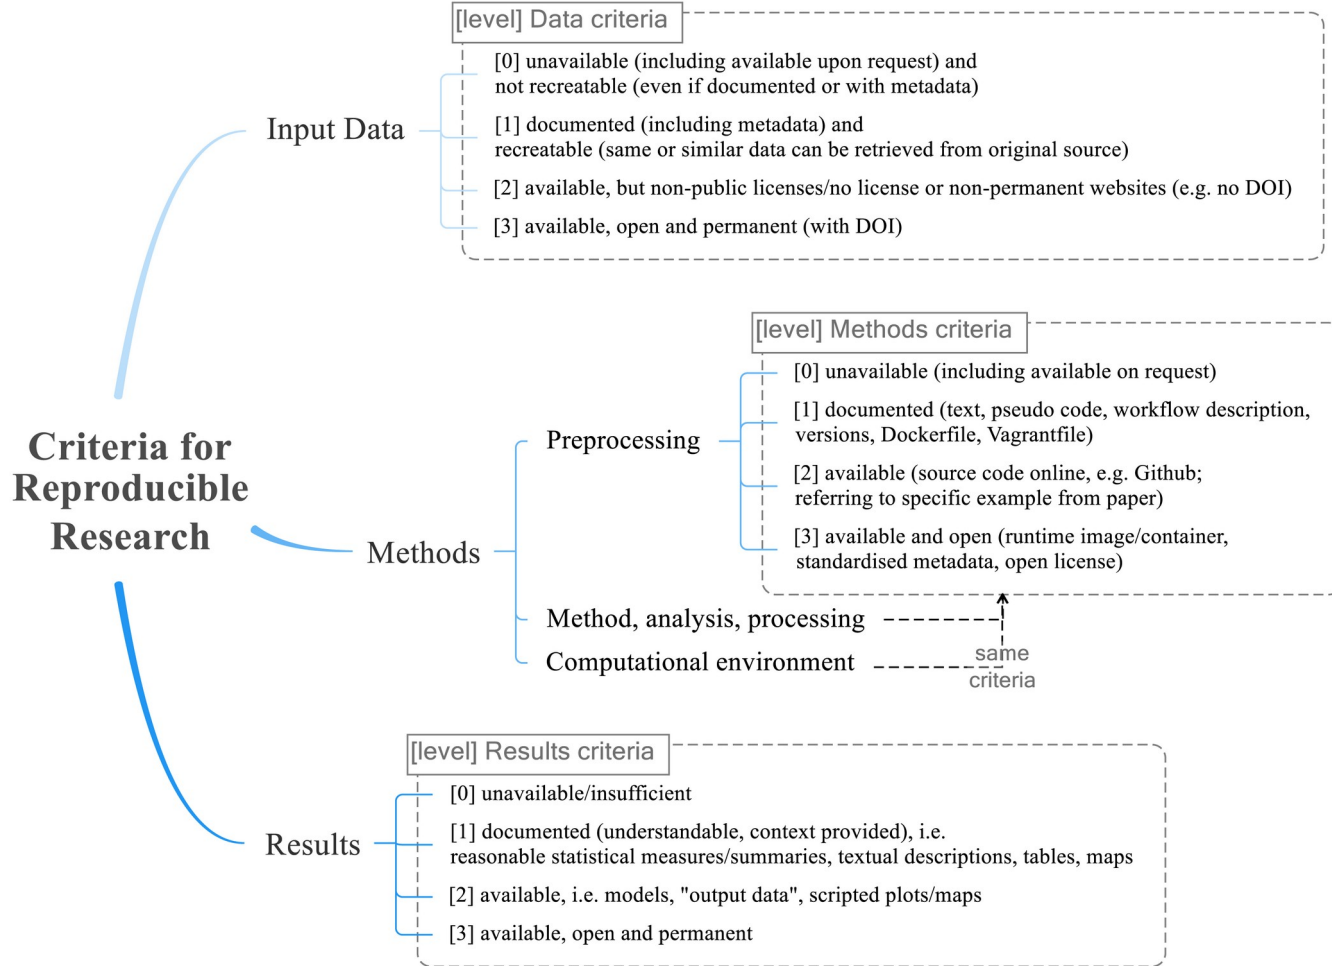 [level] Data criteria
[0] unavailable (including available upon request) and
not recreatable (even if documented or with metadata)
Input Data
[1] documented (including metadata) and
recreatable (same or similar data can be retrieved from original source)
[2] available, but non-public licenses/no license or non-permanent websites (e.g. no DOI)
[3] available, open and permanent (with DOI)
Criteria for
Reproducible
Research
Methods
[level] Methods criteria
Preprocessing
[0] unavailable (including available on request)
[1] documented (text, pseudo code, workflow description,
versions, Dockerfile, Vagrantfile)
[2] available (source code online, e.g. Github;
referring to specific example from paper)
[3] available and open (runtime image/container,
standardised metadata, open license)
Method, analysis, processing
Computational environment
same
criteria
[level] Results criteria
Results
[0] unavailable/insufficient
[1] documented (understandable, context provided), i.e.
reasonable statistical measures/summaries, textual descriptions, tables, maps
[2] available, i.e. models, "output data", scripted plots/maps
[3] available, open and permanent